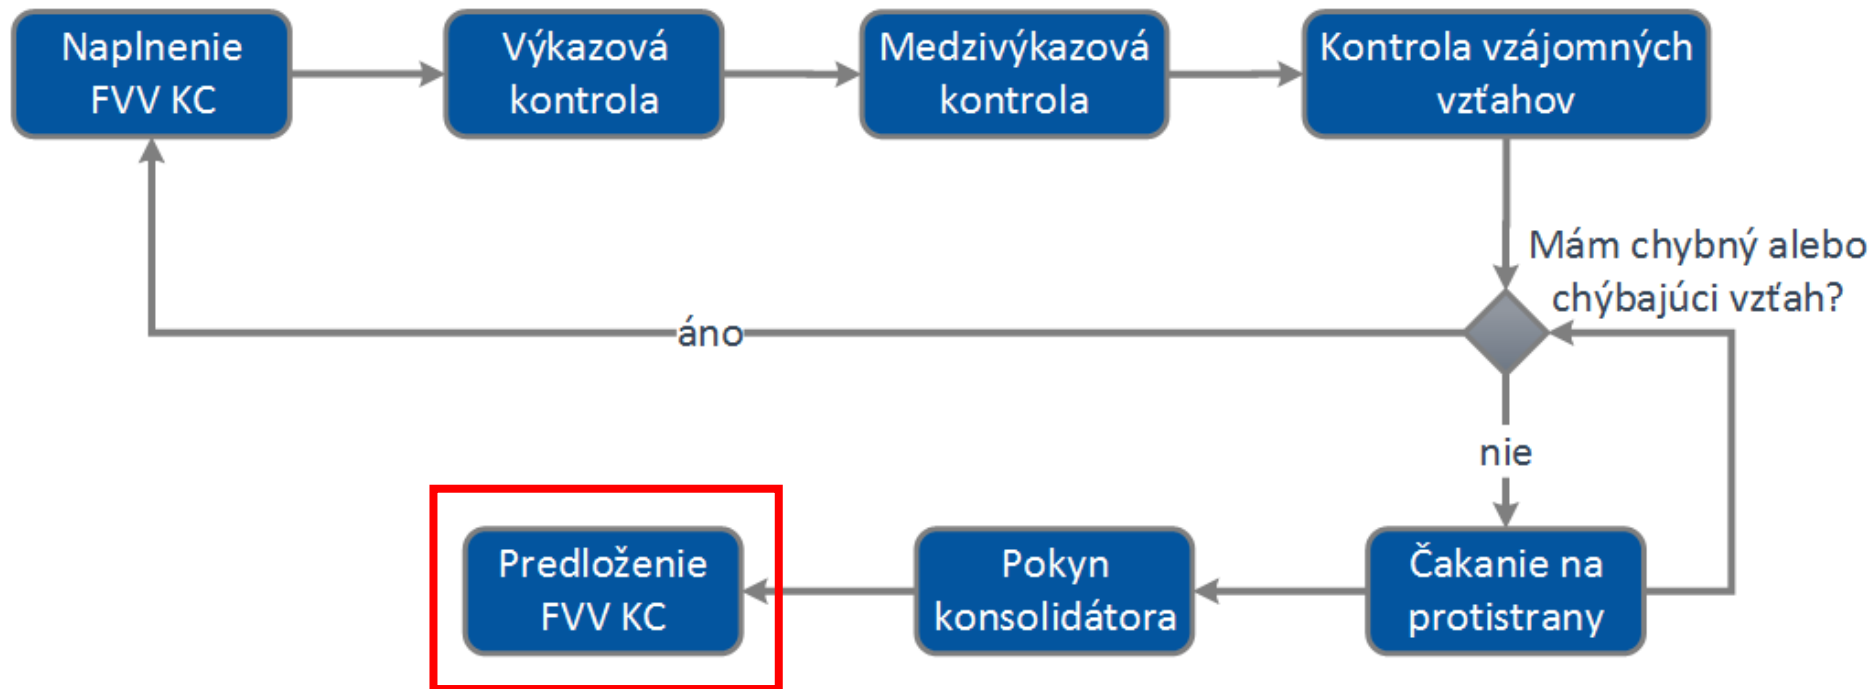 Naplnenie
FVV KC
Výkazová
kontrola
Medzivýkazová
kontrola
Kontrola vzájomných
vzťahov
Mám chybný alebo
chýbajúci vzťah?
áno
nie
Predloženie
FVV KC
Pokyn
konsolidátora
Čakanie na
protistrany